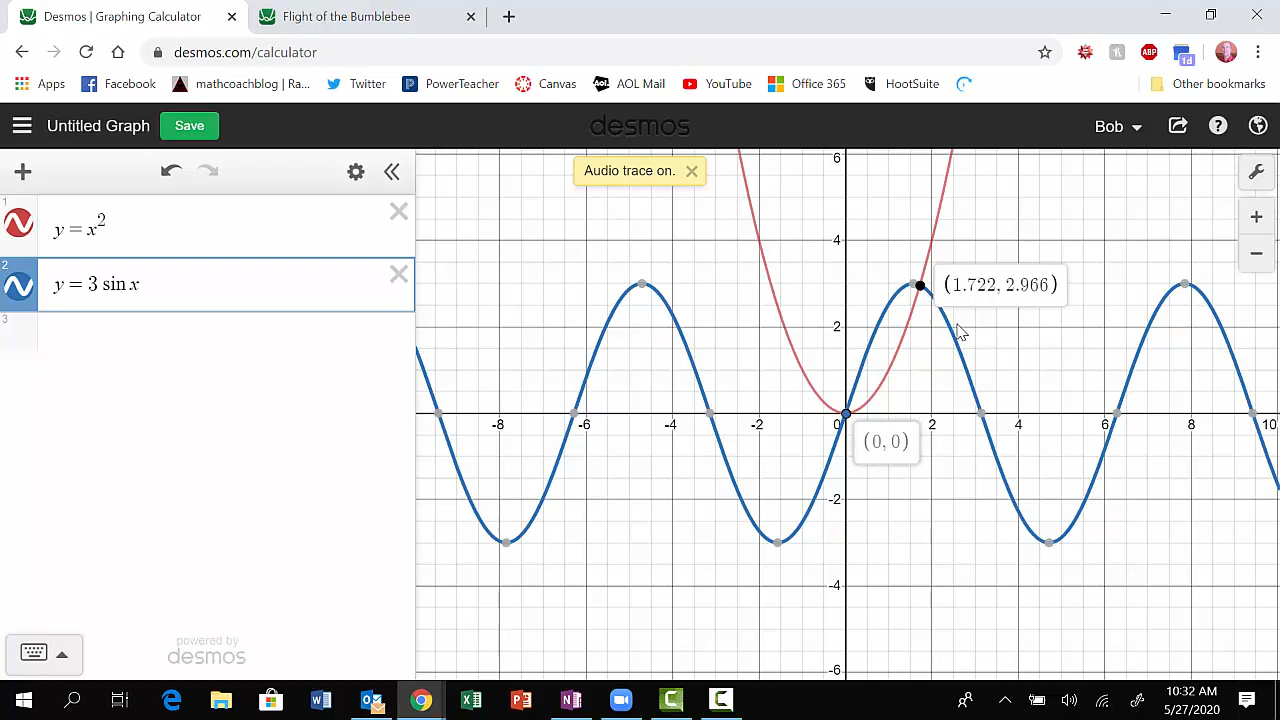 Desmos | Graphing Calculator
Flight of the Bumblebee
desmos.com/calculator
ABP
1d
Apps
Facebook
mathcoachblog | Ra...
Twitter
PowerTeacher
Canvas
AOL Mail
YouTube
Office 365
HootSuite
Other bookmarks
Untitled Graph
Save
desmos
Bob
Audio trace on.
1
y = x²
2
y = 3 sin x
3
6
4
2
-8
-6
-4
-2
0
2
4
6
8
10
-2
-4
-6
(1.722, 2.966)
(0, 0)
powered by
desmos
10:32 AM
5/27/2020